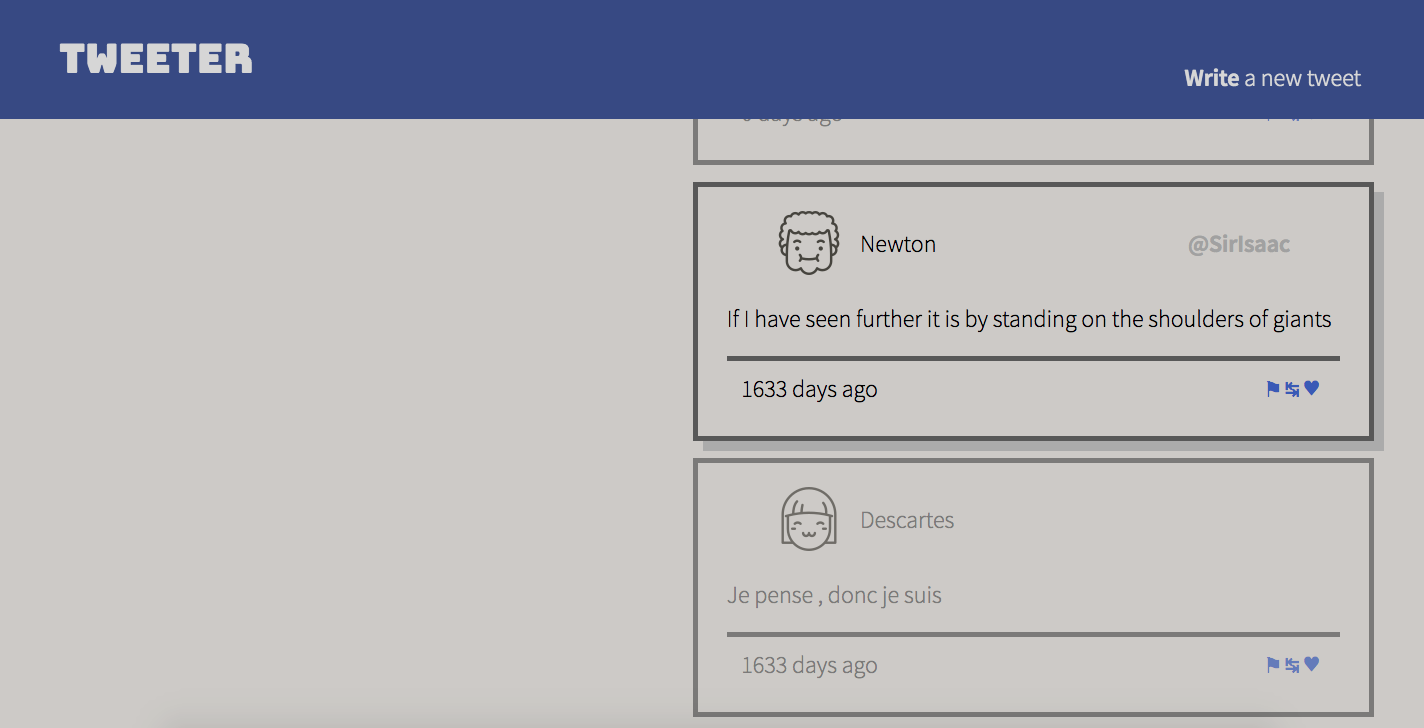 TWEETER
Write a new tweet
days ago
Newton @SirIsaac
If I have seen further it is by standing on the shoulders of giants
1633 days ago
Descartes
Je pense , donc je suis
1633 days ago